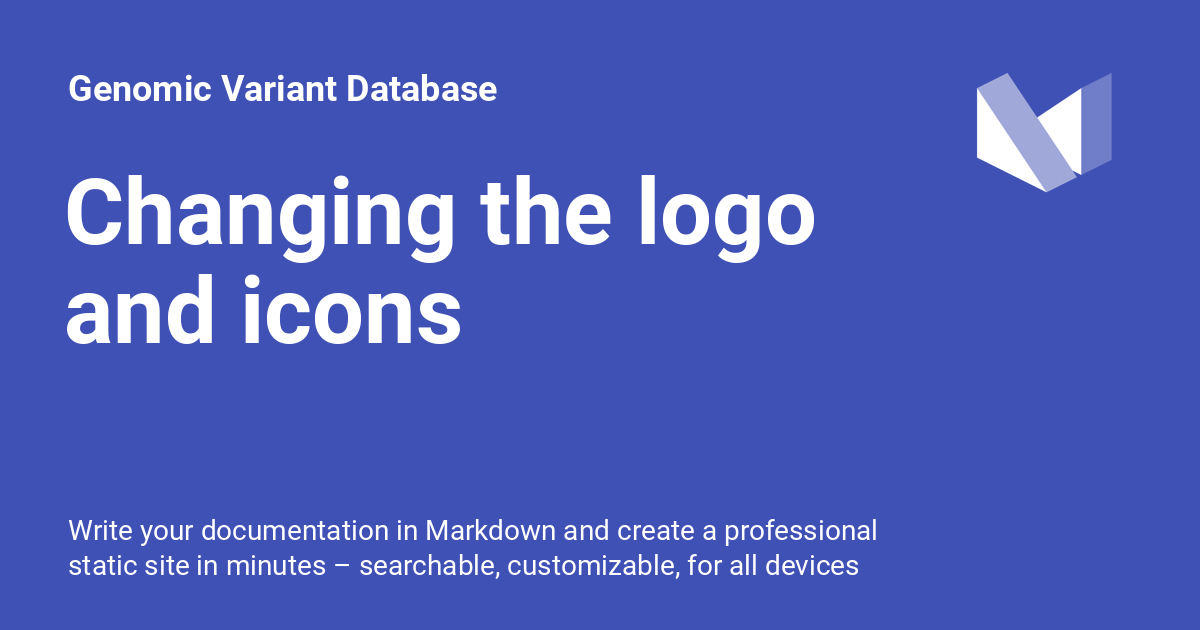 Genomic Variant Database
Changing the logo
and icons
Write your documentation in Markdown and create a professional
static site in minutes – searchable, customizable, for all devices